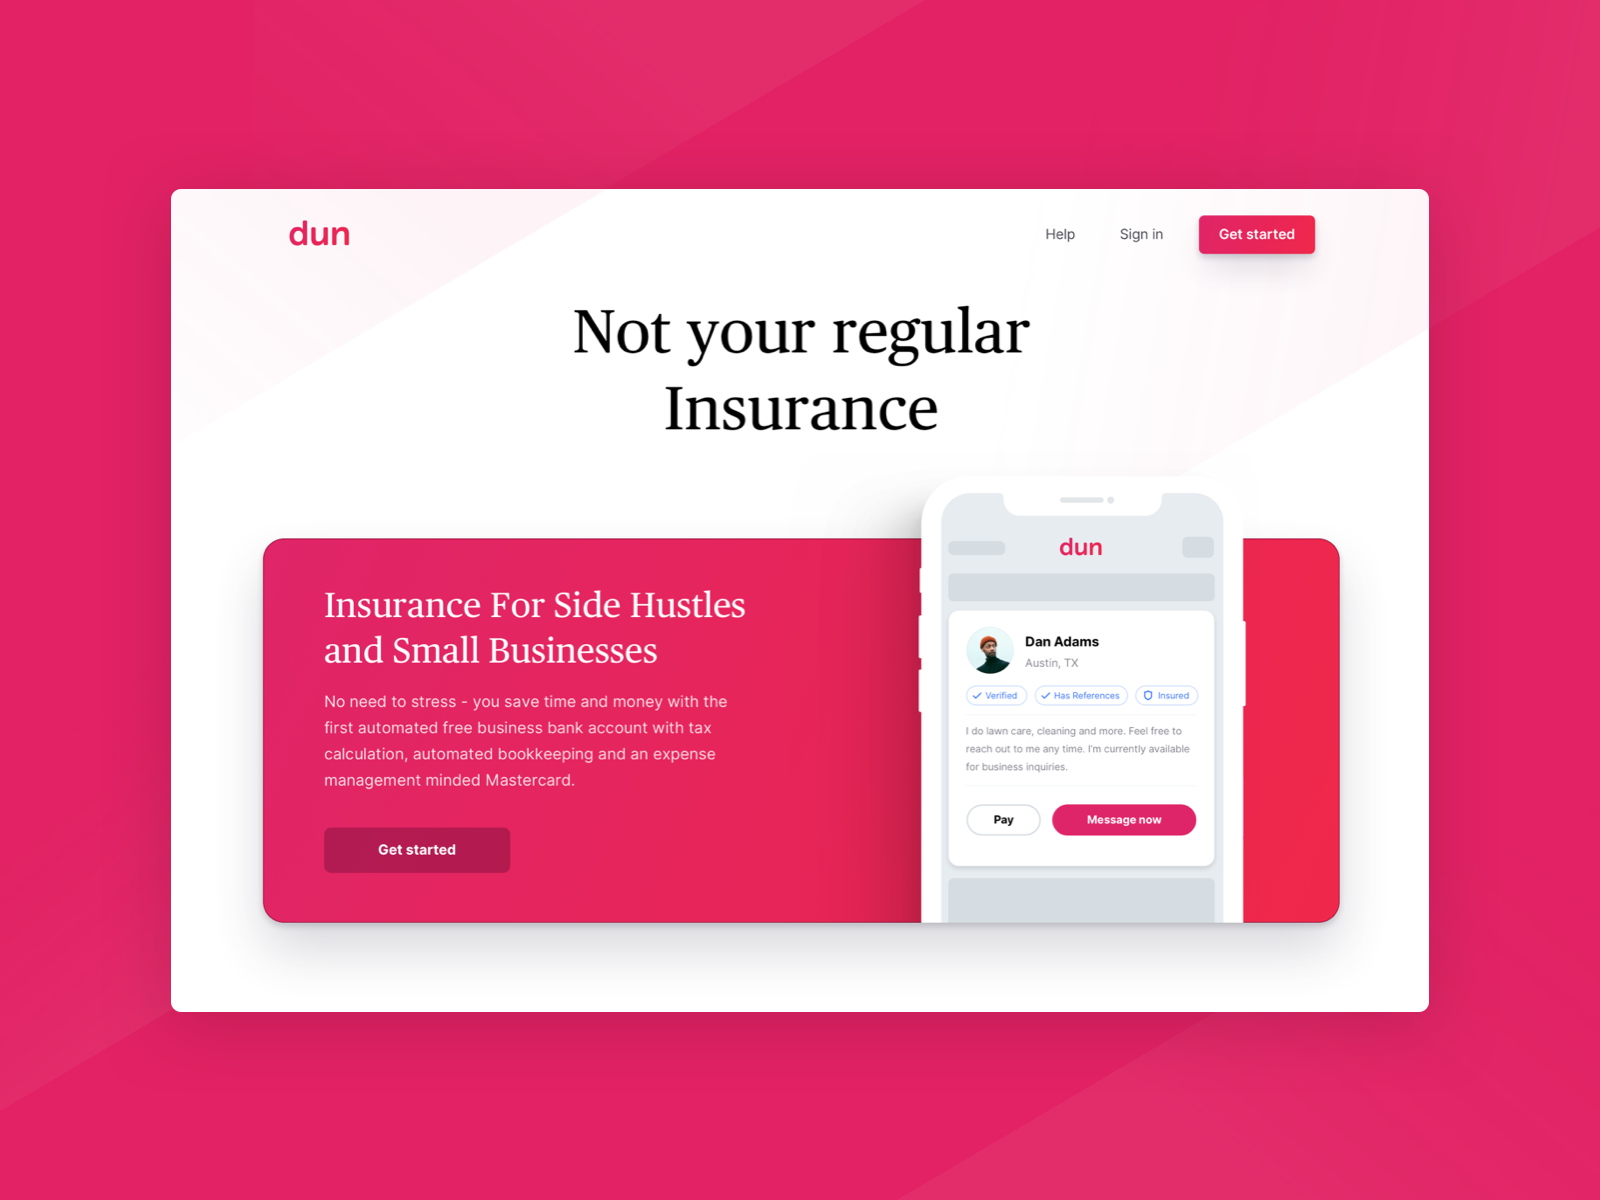 dun
Help
Sign in
Get started
Not your regular
Insurance
Insurance For Side Hustles
and Small Businesses
No need to stress - you save time and money with the
first automated free business bank account with tax
calculation, automated bookkeeping and an expense
management minded Mastercard.
Get started
dun
Dan Adams
Austin, TX
Verified
Has References
Insured
I do lawn care, cleaning and more. Feel free to
reach out to me any time. I'm currently available
for business inquiries.
Pay
Message now